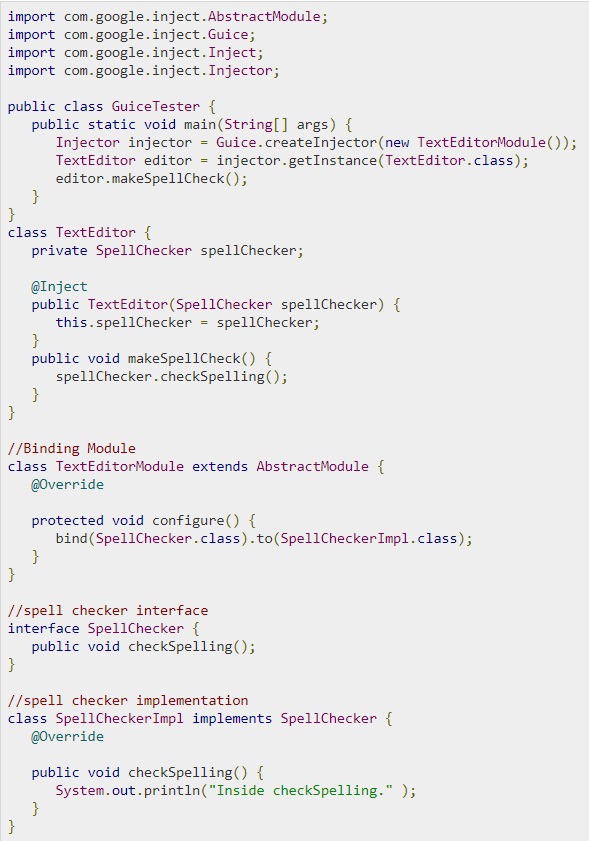 import com.google.inject.AbstractModule;
import com.google.inject.Guice;
import com.google.inject.Inject;
import com.google.inject.Injector;

public class GuiceTester {
   public static void main(String[] args) {
      Injector injector = Guice.createInjector(new TextEditorModule());
      TextEditor editor = injector.getInstance(TextEditor.class);
      editor.makeSpellCheck();
   }
}
class TextEditor {
   private SpellChecker spellChecker;

   @Inject
   public TextEditor(SpellChecker spellChecker) {
      this.spellChecker = spellChecker;
   }
   public void makeSpellCheck() {
      spellChecker.checkSpelling();
   }
}

//Binding Module
class TextEditorModule extends AbstractModule {
   @Override

   protected void configure() {
      bind(SpellChecker.class).to(SpellCheckerImpl.class);
   }
}

//spell checker interface
interface SpellChecker {
   public void checkSpelling();
}

//spell checker implementation
class SpellCheckerImpl implements SpellChecker {
   @Override

   public void checkSpelling() {
      System.out.println("Inside checkSpelling." );
   }
}